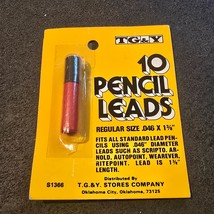 T.G.&Y.
10
PENCIL
LEADS
REGULAR SIZE .046 X 1⅜"
FITS ALL STANDARD LEAD PEN-
CILS USING .046" DIAMETER
LEADS SUCH AS SCRIPTO, AR-
NOLD, AUTOPOINT, WEAREVER,
RITEPOINT. LEAD IS 1⅜"
LENGTH.
Distributed By
S1366 T.G.&Y. STORES COMPANY
Oklahoma City, Oklahoma, 73125